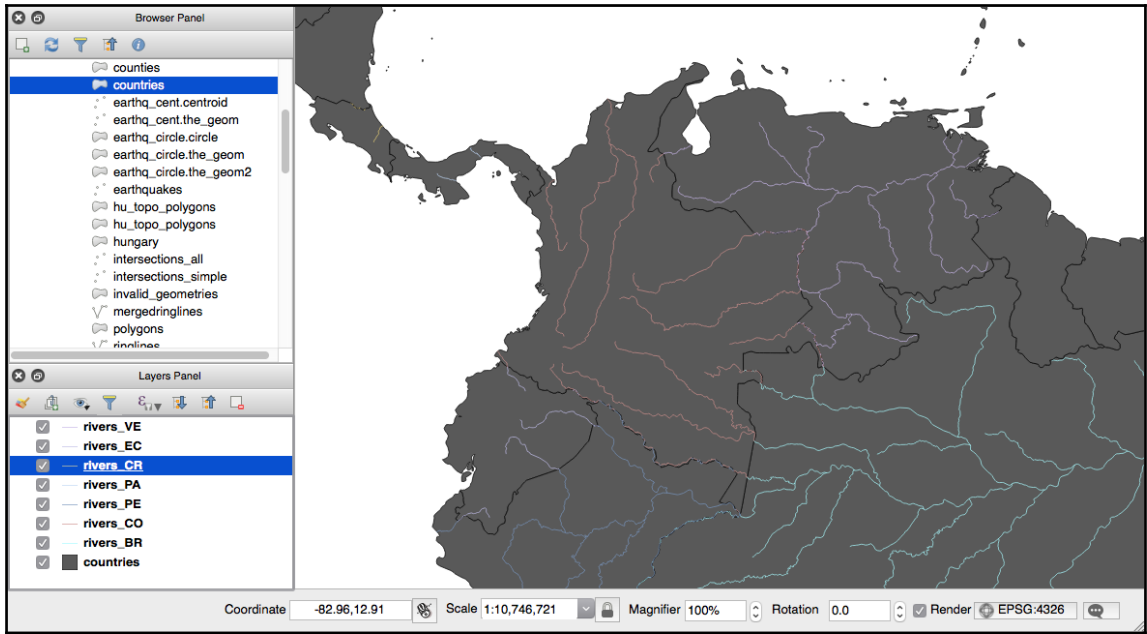 Browser Panel
counties
countries
earthq_cent.centroid
earthq_cent.the_geom
earthq_circle.circle
earthq_circle.the_geom
earthq_circle.the_geom2
earthquakes
hu_topo_polygons
hu_topo_polygons
hungary
intersections_all
intersections_simple
invalid_geometries
mergedringlines
polygons
ringlines
Layers Panel
rivers_VE
rivers_EC
rivers_CR
rivers_PA
rivers_PE
rivers_CO
rivers_BR
countries
Coordinate -82.96,12.91 Scale 1:10,746,721 Magnifier 100% Rotation 0.0 Render EPSG:4326